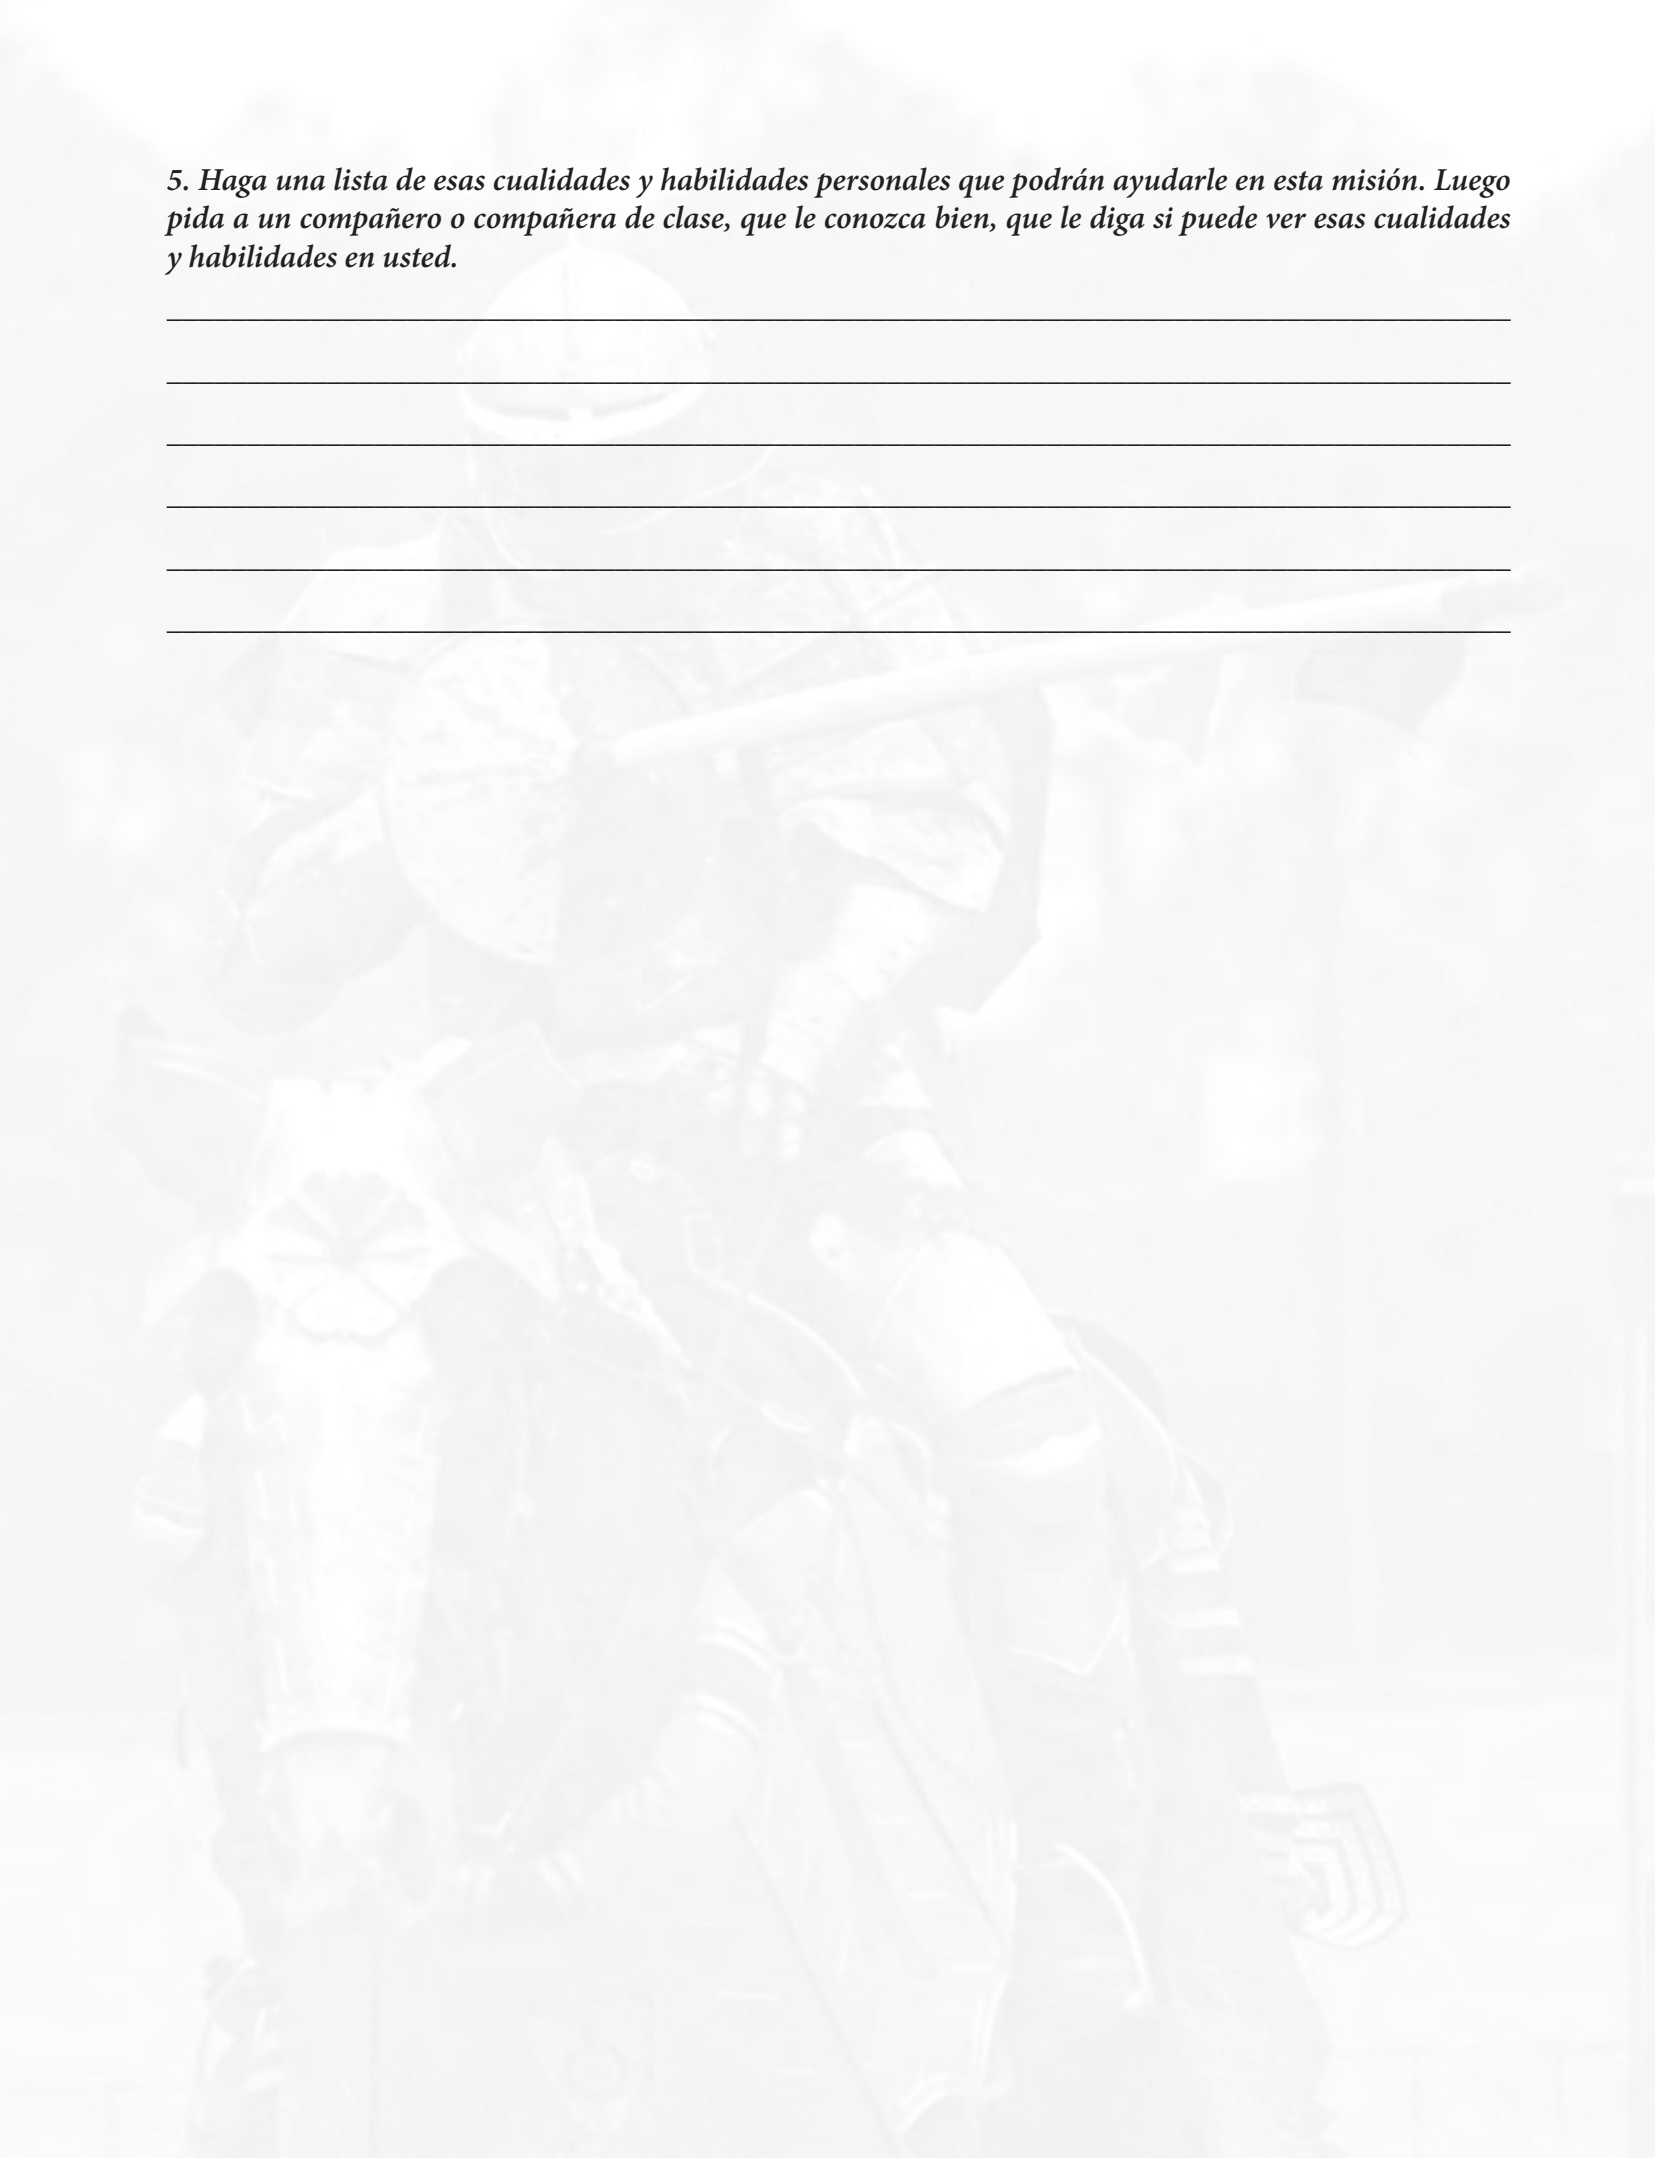 5. Haga una lista de esas cualidades y habilidades personales que podrán ayudarle en esta misión. Luego
pida a un compañero o compañera de clase, que le conozca bien, que le diga si puede ver esas cualidades
y habilidades en usted.